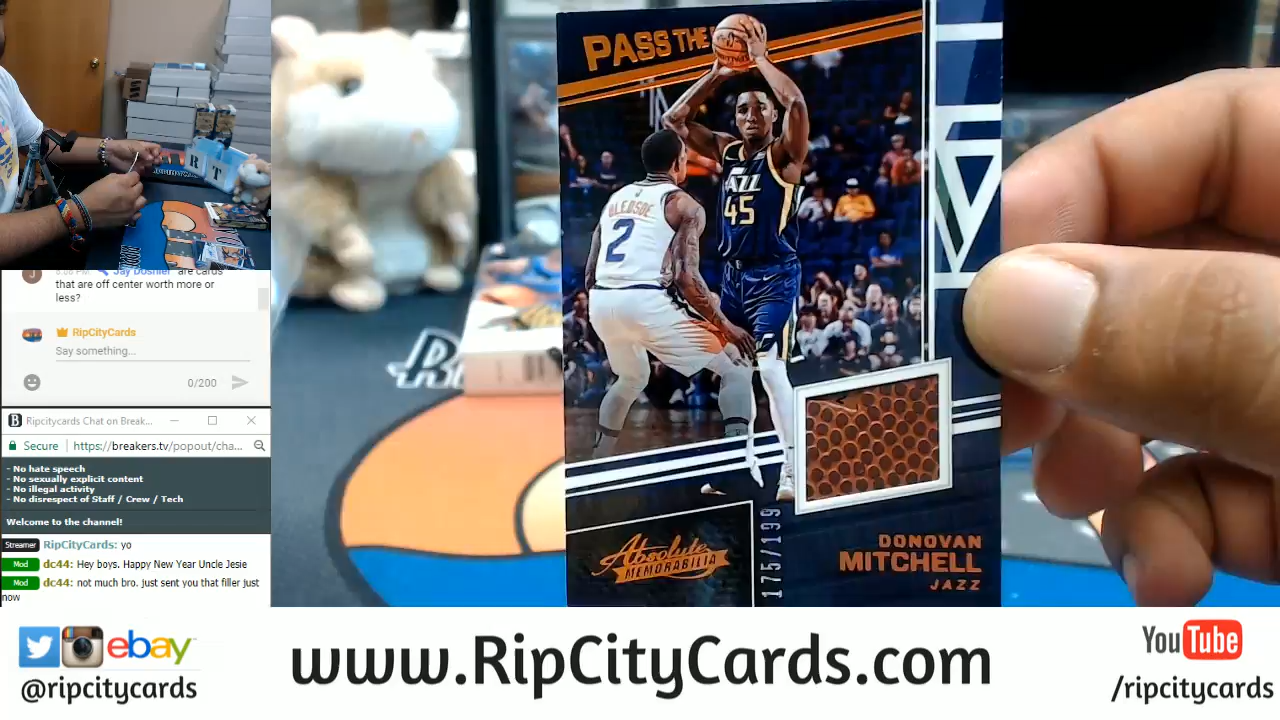 PASS THE
BLEDSOE
2
JAZZ
45
175/199
Absolute
MEMORABILIA
DONOVAN
MITCHELL
JAZZ
R
T
J
Jay Doshier are cards
that are off center worth more or
less?
RipCityCards
Say something...
0/200
B Ripcitycards Chat on Break...
Secure https://breakers.tv/popout/cha...
- No hate speech
- No sexually explicit content
- No illegal activity
- No disrespect of Staff / Crew / Tech
Welcome to the channel!
Streamer RipCityCards: yo
Mod dc44: Hey boys. Happy New Year Uncle Jesie
Mod dc44: not much bro. just sent you that filler just
now
ebay
@ripcitycards
www.RipCityCards.com
YouTube
/ripcitycards